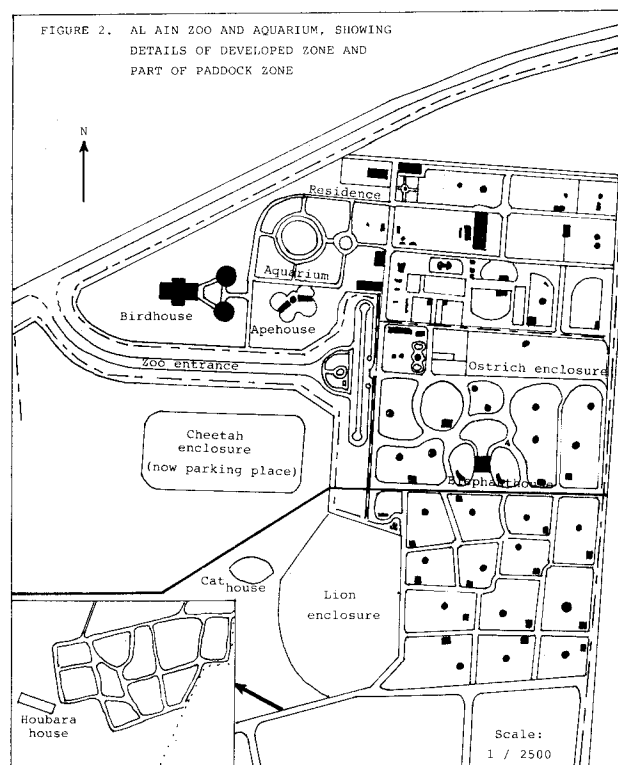 FIGURE 2. AL AIN ZOO AND AQUARIUM, SHOWING
DETAILS OF DEVELOPED ZONE AND
PART OF PADDOCK ZONE
N
Residence
Aquarium
Birdhouse
Apehouse
Zoo entrance
Ostrich enclosure
Cheetah
enclosure
(now parking place)
Elephanthouse
Cat
house
Lion
enclosure
Houbara
house
Scale:
1 / 2500